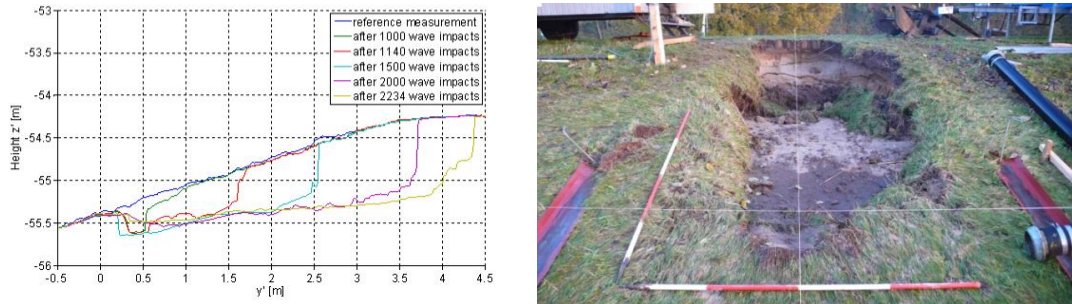 -53
-53.5
-54
-54.5
-55
-55.5
-56
Height z' [m]
reference measurement
after 1000 wave impacts
after 1140 wave impacts
after 1500 wave impacts
after 2000 wave impacts
after 2234 wave impacts
-0.5 0 0.5 1 1.5 2 2.5 3 3.5 4 4.5
y' [m]